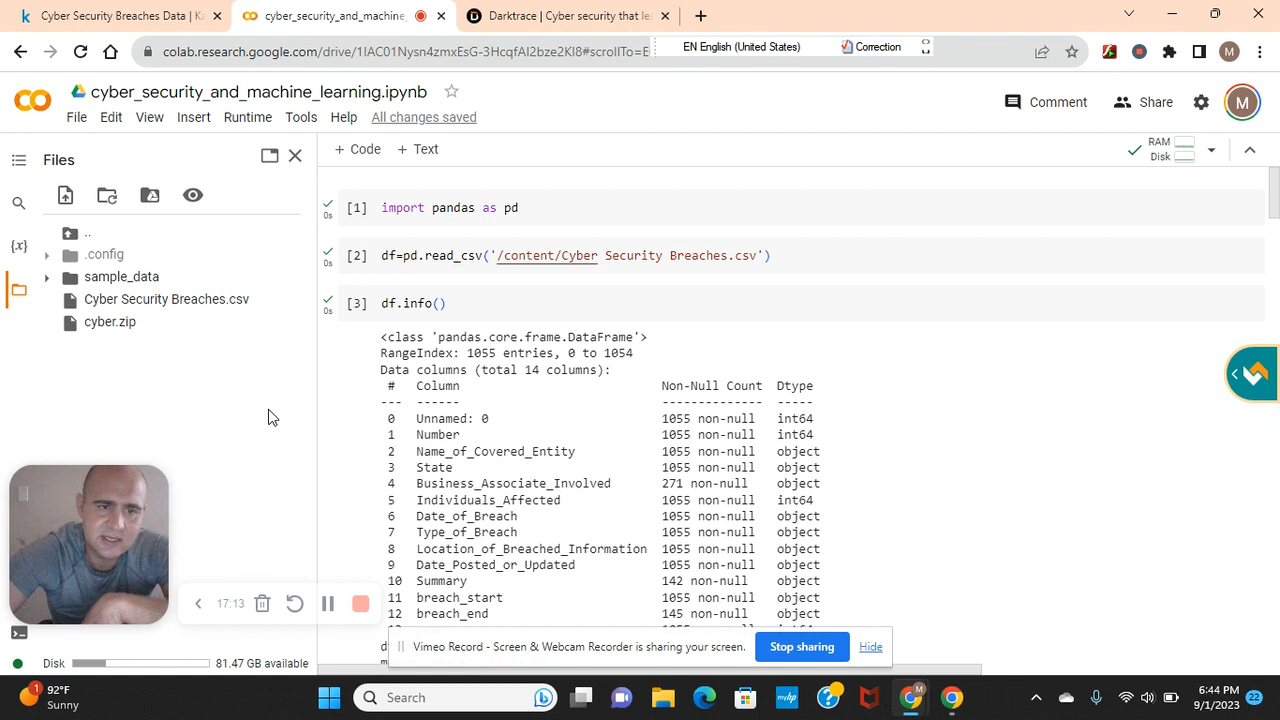 Cyber Security Breaches Data | Ka
cyber_security_and_machine_
Darktrace | Cyber security that lea
colab.research.google.com/drive/1IAC01Nysn4zmxEsG-3HcqfAI2bze2KI8#scrollTo=E
EN English (United States)
Correction
M
cyber_security_and_machine_learning.ipynb
File Edit View Insert Runtime Tools Help All changes saved
Comment
Share
M
Files
+ Code + Text
RAM
Disk
..
.config
sample_data
Cyber Security Breaches.csv
cyber.zip
{x}
0s [1] import pandas as pd
0s [2] df=pd.read_csv('/content/Cyber Security Breaches.csv')
0s [3] df.info()
<class 'pandas.core.frame.DataFrame'>
RangeIndex: 1055 entries, 0 to 1054
Data columns (total 14 columns):
# Column Non-Null Count Dtype
--- ------ -------------- -----
0 Unnamed: 0 1055 non-null int64
1 Number 1055 non-null int64
2 Name_of_Covered_Entity 1055 non-null object
3 State 1055 non-null object
4 Business_Associate_Involved 271 non-null object
5 Individuals_Affected 1055 non-null int64
6 Date_of_Breach 1055 non-null object
7 Type_of_Breach 1055 non-null object
8 Location_of_Breached_Information 1055 non-null object
9 Date_Posted_or_Updated 1055 non-null object
10 Summary 142 non-null object
11 breach_start 1055 non-null object
12 breach_end 145 non-null object
17:13
Vimeo Record - Screen & Webcam Recorder is sharing your screen.
Stop sharing
Hide
Disk
81.47 GB available
1
92°F
Sunny
Search
mhp
M
6:44 PM
9/1/2023
22